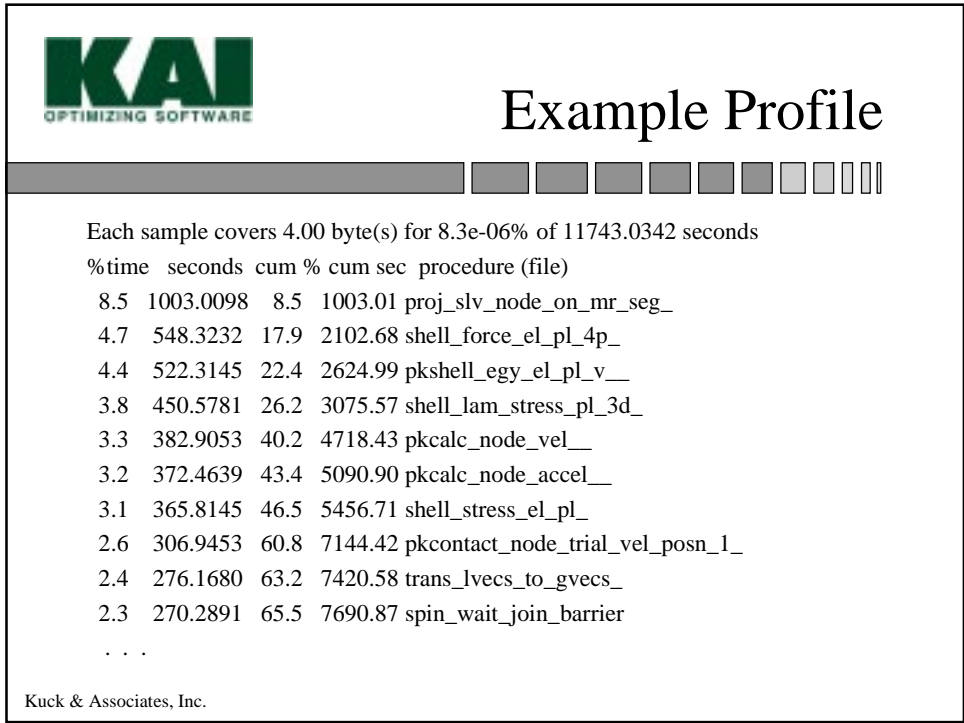 KAI
OPTIMIZING SOFTWARE
Example Profile
Each sample covers 4.00 byte(s) for 8.3e-06% of 11743.0342 seconds
%time seconds cum % cum sec procedure (file)
8.5 1003.0098 8.5 1003.01 proj_slv_node_on_mr_seg_
4.7 548.3232 17.9 2102.68 shell_force_el_pl_4p_
4.4 522.3145 22.4 2624.99 pkshell_egy_el_pl_v__
3.8 450.5781 26.2 3075.57 shell_lam_stress_pl_3d_
3.3 382.9053 40.2 4718.43 pkcalc_node_vel__
3.2 372.4639 43.4 5090.90 pkcalc_node_accel__
3.1 365.8145 46.5 5456.71 shell_stress_el_pl_
2.6 306.9453 60.8 7144.42 pkcontact_node_trial_vel_posn_1_
2.4 276.1680 63.2 7420.58 trans_lvecs_to_gvecs_
2.3 270.2891 65.5 7690.87 spin_wait_join_barrier
. . .
Kuck & Associates, Inc.